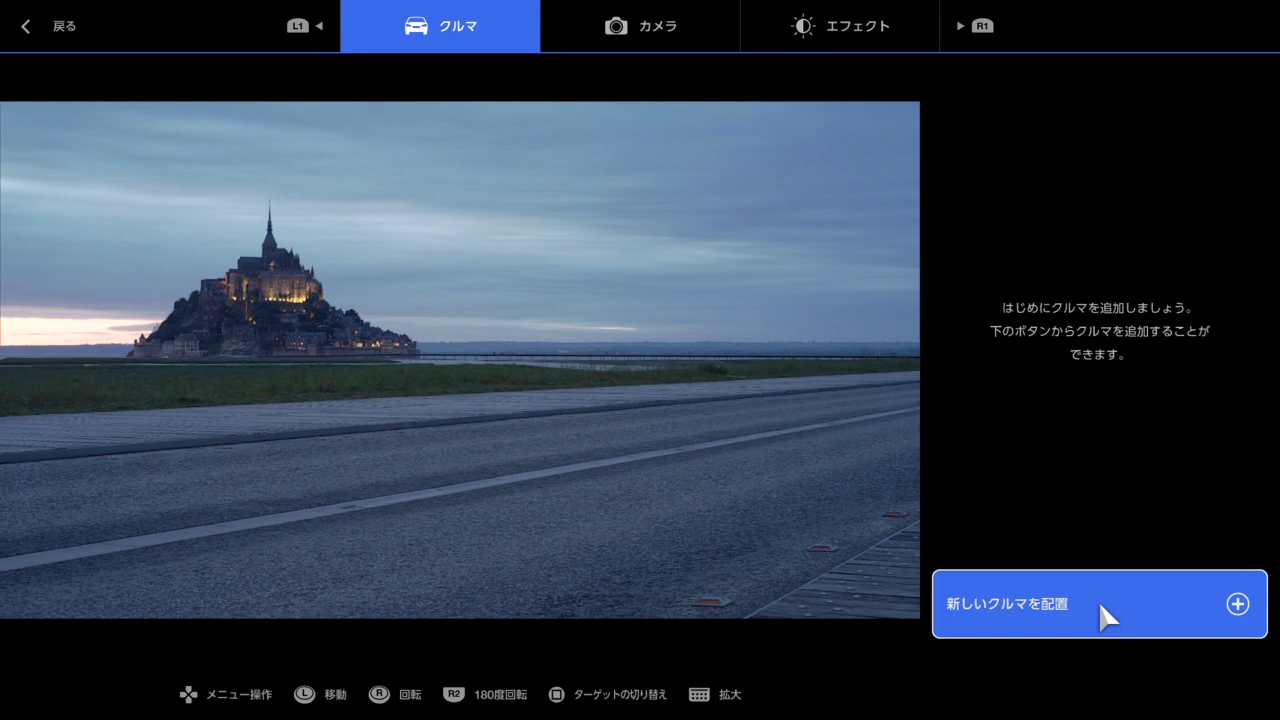 戻る
L1
クルマ
カメラ
エフェクト
R1
はじめにクルマを追加しましょう。
下のボタンからクルマを追加することが
できます。
新しいクルマを配置
メニュー操作
L 移動
R 回転
R2 180度回転
ターゲットの切り替え
拡大